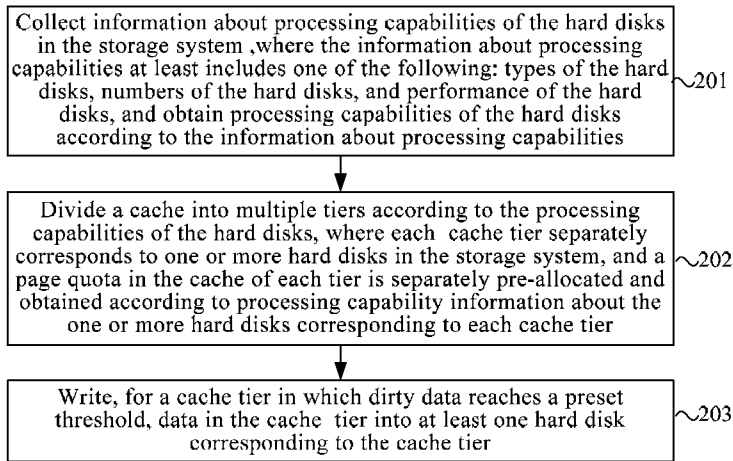 Collect information about processing capabilities of the hard disks
in the storage system ,where the information about processing
capabilities at least includes one of the following: types of the hard
disks, numbers of the hard disks, and performance of the hard
disks, and obtain processing capabilities of the hard disks
according to the information about processing capabilities
201
Divide a cache into multiple tiers according to the processing
capabilities of the hard disks, where each cache tier separately
corresponds to one or more hard disks in the storage system, and a
page quota in the cache of each tier is separately pre-allocated and
obtained according to processing capability information about the
one or more hard disks corresponding to each cache tier
202
Write, for a cache tier in which dirty data reaches a preset
threshold, data in the cache tier into at least one hard disk
corresponding to the cache tier
203